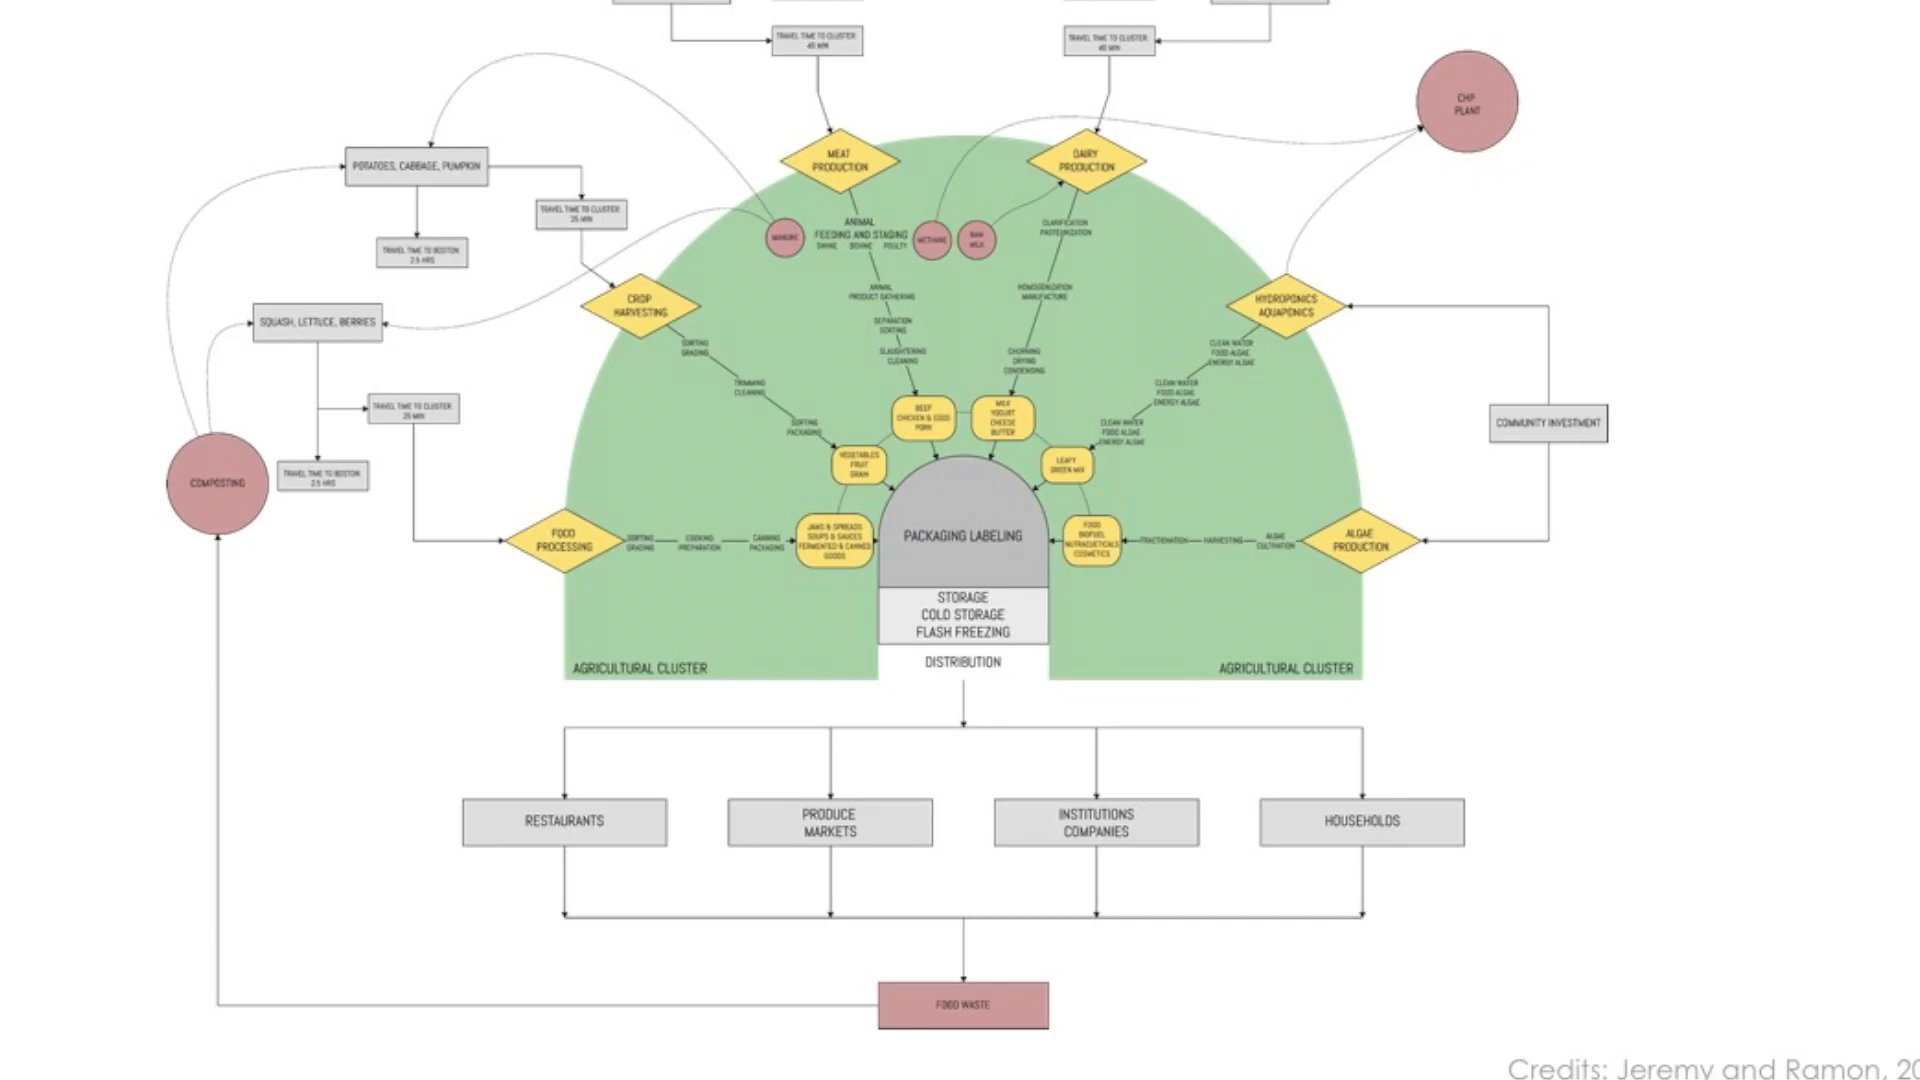 TRAVEL TIME TO CLUSTER:
40 MIN
TRAVEL TIME TO CLUSTER:
40 MIN
CHP
PLANT
MEAT
PRODUCTION
DAIRY
PRODUCTION
POTATOES, CABBAGE, PUMPKIN
TRAVEL TIME TO CLUSTER:
25 MIN
TRAVEL TIME TO BOSTON:
2.5 HRS
MANURE
ANIMAL
FEEDING AND STAGING
SWINE BOVINE POULTY
METHANE
RAW
MILK
CLARIFICATION
PASTEURIZATION
CROP
HARVESTING
ANIMAL
PRODUCT GATHERING
HOMOGENIZATION
MANUFACTURE
HYDROPONICS
AQUAPONICS
SQUASH, LETTUCE, BERRIES
SEPARATION
SORTING
SORTING
GRADING
SLAUGHTERING
CLEANING
CHURNING
DRYING
CONDENSING
CLEAN WATER
FOOD ALGAE
ENERGY ALGAE
TRIMMING
CLEANING
CLEAN WATER
FOOD ALGAE
ENERGY ALGAE
TRAVEL TIME TO CLUSTER:
25 MIN
BEEF
CHICKEN & EGGS
PORK
MILK
YOGURT
CHEESE
BUTTER
SORTING
PACKAGING
CLEAN WATER
FOOD ALGAE
ENERGY ALGAE
COMMUNITY INVESTMENT
VEGETABLES
FRUIT
GRAIN
LEAFY
GREEN MIX
COMPOSTING
TRAVEL TIME TO BOSTON:
2.5 HRS
FOOD
PROCESSING
SORTING
GRADING
COOKING
PREPARATION
CANNING
PACKAGING
JAMS & SPREADS
SOUPS & SAUCES
FERMENTED & CANNED
GOODS
PACKAGING LABELING
FOOD
BIOFUEL
NUTRACUETICALS
COSMETICS
FRACTIONATION
HARVESTING
ALGAE
CULTIVATION
ALGAE
PRODUCTION
STORAGE
COLD STORAGE
FLASH FREEZING
DISTRIBUTION
AGRICULTURAL CLUSTER
AGRICULTURAL CLUSTER
RESTAURANTS
PRODUCE
MARKETS
INSTITUTIONS
COMPANIES
HOUSEHOLDS
FOOD WASTE
Credits: Jeremy and Ramon, 20